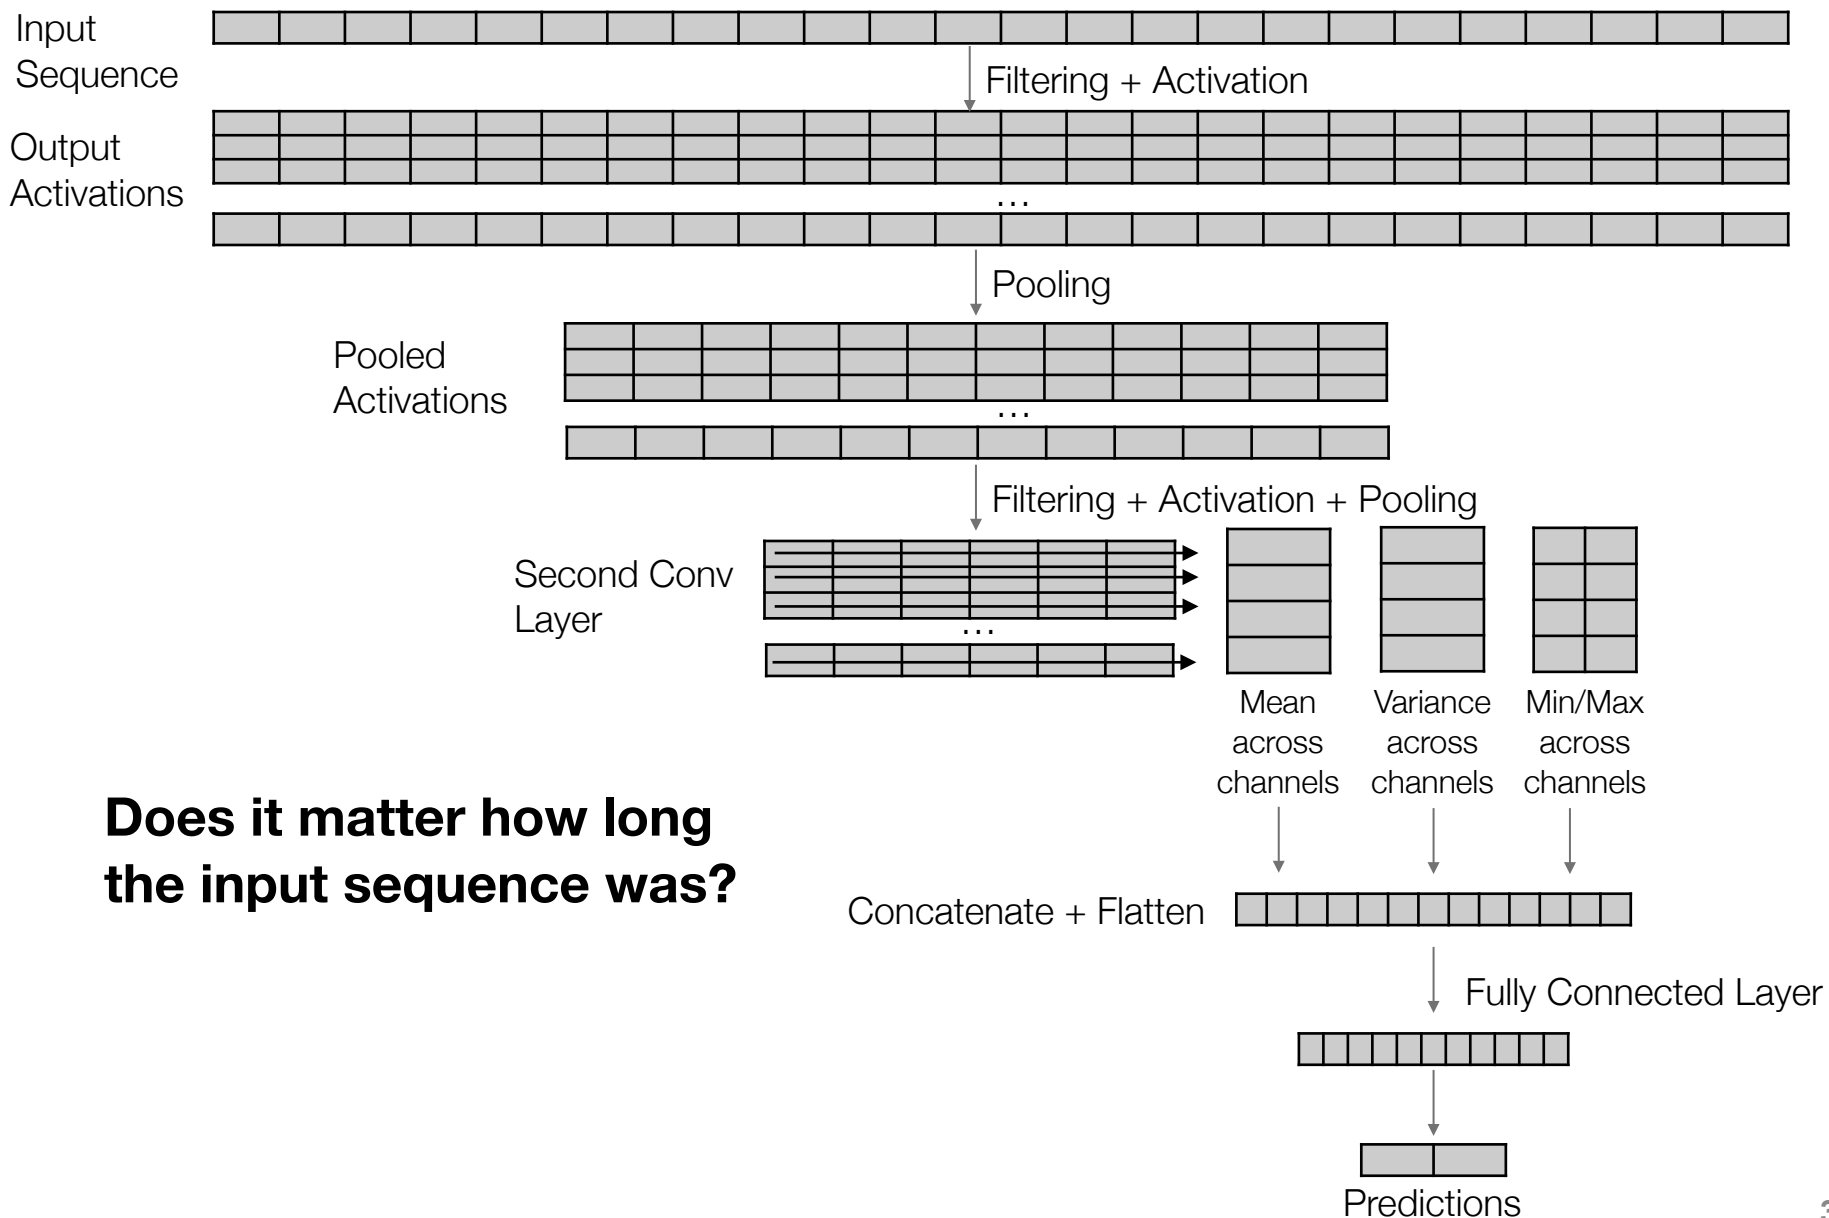 Input
Sequence
Filtering + Activation
Output
Activations
...
Pooling
Pooled
Activations
...
Filtering + Activation + Pooling
Second Conv
Layer
...
Mean
across
channels
Variance
across
channels
Min/Max
across
channels
Does it matter how long
the input sequence was?
Concatenate + Flatten
Fully Connected Layer
Predictions